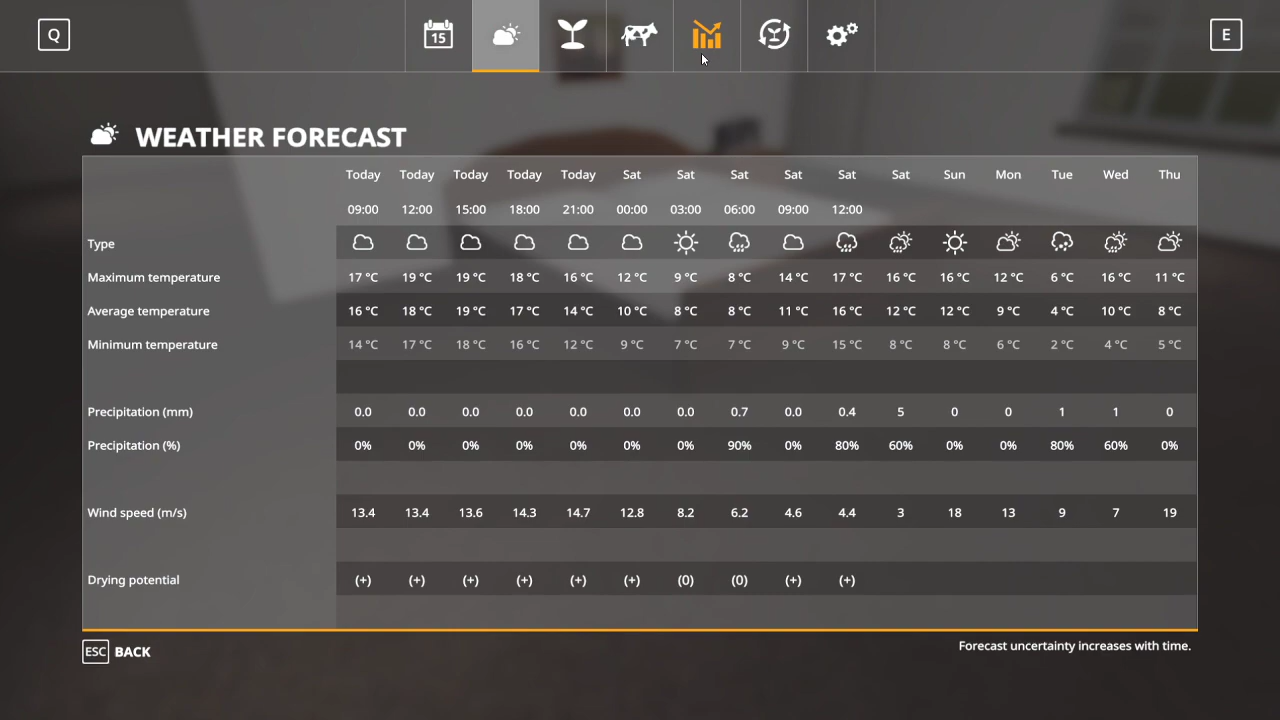 Q
15
E
WEATHER FORECAST
Today Today Today Today Today Sat Sat Sat Sat Sat Sat Sun Mon Tue Wed Thu
09:00 12:00 15:00 18:00 21:00 00:00 03:00 06:00 09:00 12:00
Type
Maximum temperature 17 °C 19 °C 19 °C 18 °C 16 °C 12 °C 9 °C 8 °C 14 °C 17 °C 16 °C 16 °C 12 °C 6 °C 16 °C 11 °C
Average temperature 16 °C 18 °C 19 °C 17 °C 14 °C 10 °C 8 °C 8 °C 11 °C 16 °C 12 °C 12 °C 9 °C 4 °C 10 °C 8 °C
Minimum temperature 14 °C 17 °C 18 °C 16 °C 12 °C 9 °C 7 °C 7 °C 9 °C 15 °C 8 °C 8 °C 6 °C 2 °C 4 °C 5 °C
Precipitation (mm) 0.0 0.0 0.0 0.0 0.0 0.0 0.0 0.7 0.0 0.4 5 0 0 1 1 0
Precipitation (%) 0% 0% 0% 0% 0% 0% 0% 90% 0% 80% 60% 0% 0% 80% 60% 0%
Wind speed (m/s) 13.4 13.4 13.6 14.3 14.7 12.8 8.2 6.2 4.6 4.4 3 18 13 9 7 19
Drying potential (+) (+) (+) (+) (+) (+) (0) (0) (+) (+)
ESC BACK
Forecast uncertainty increases with time.